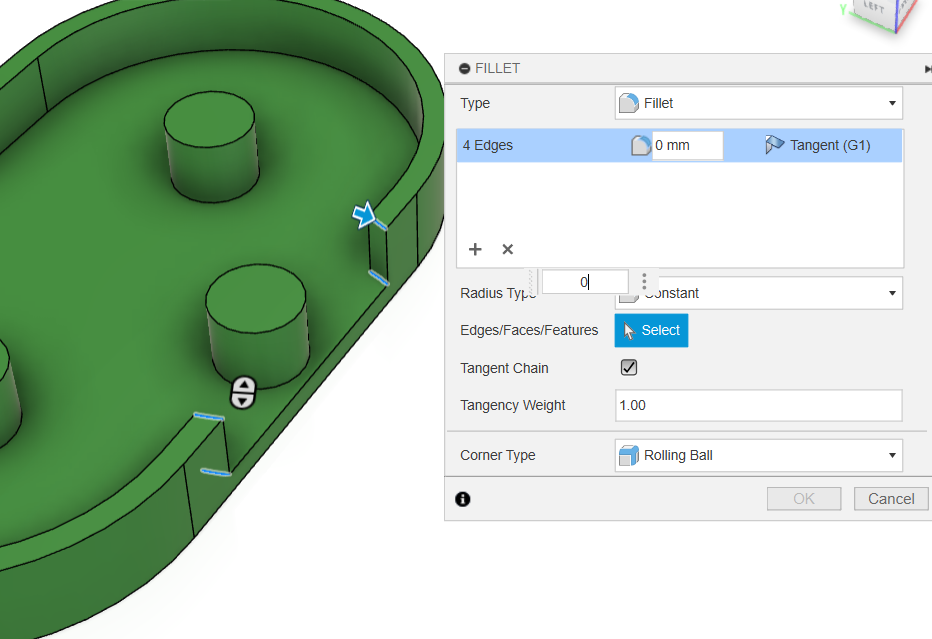 Y
LEFT
FILLET
Type
Fillet
4 Edges
0 mm
Tangent (G1)
0
Radius Type
Constant
Edges/Faces/Features
Select
Tangent Chain
Tangency Weight
1.00
Corner Type
Rolling Ball
OK
Cancel